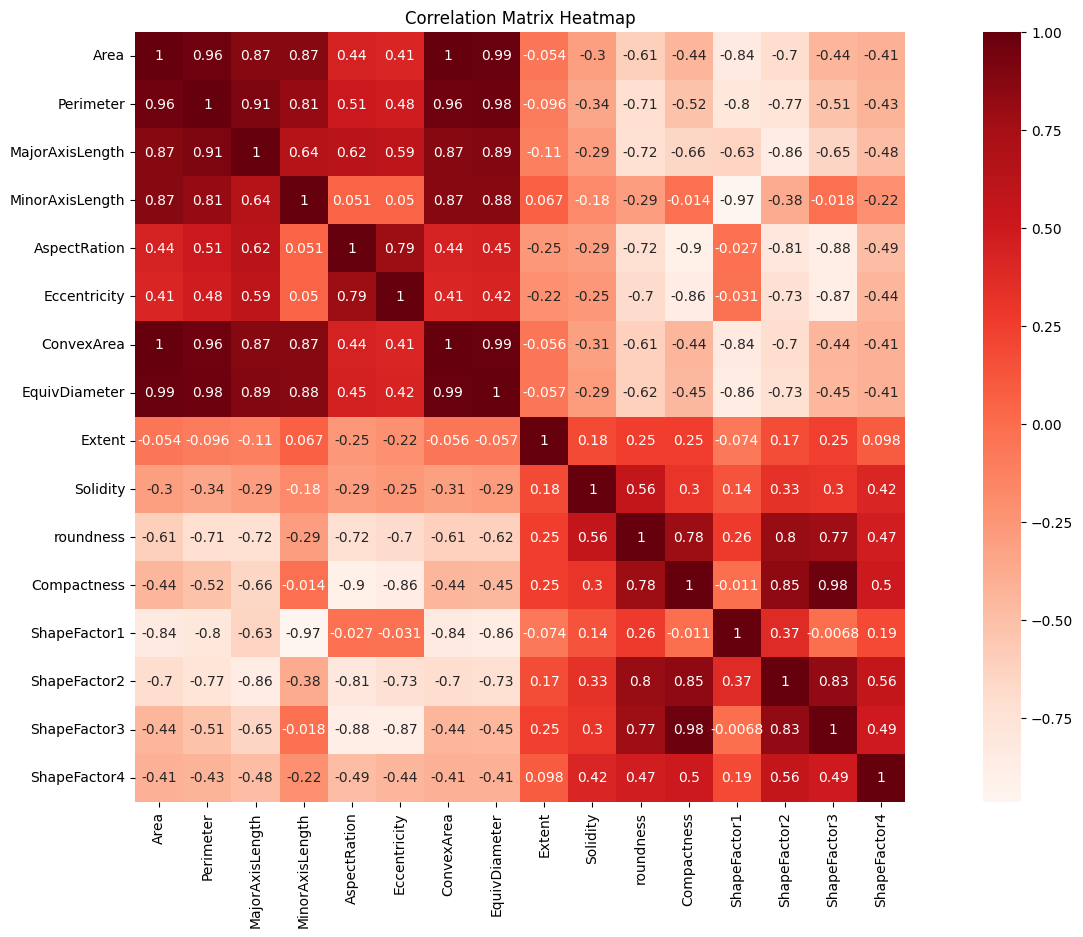 Correlation Matrix Heatmap
Area 1 0.96 0.87 0.87 0.44 0.41 1 0.99 -0.054 -0.3 -0.61 -0.44 -0.84 -0.7 -0.44 -0.41
Perimeter 0.96 1 0.91 0.81 0.51 0.48 0.96 0.98 -0.096 -0.34 -0.71 -0.52 -0.8 -0.77 -0.51 -0.43
MajorAxisLength 0.87 0.91 1 0.64 0.62 0.59 0.87 0.89 -0.11 -0.29 -0.72 -0.66 -0.63 -0.86 -0.65 -0.48
MinorAxisLength 0.87 0.81 0.64 1 0.051 0.05 0.87 0.88 0.067 -0.18 -0.29 -0.014 -0.97 -0.38 -0.018 -0.22
AspectRation 0.44 0.51 0.62 0.051 1 0.79 0.44 0.45 -0.25 -0.29 -0.72 -0.9 -0.027 -0.81 -0.88 -0.49
Eccentricity 0.41 0.48 0.59 0.05 0.79 1 0.41 0.42 -0.22 -0.25 -0.7 -0.86 -0.031 -0.73 -0.87 -0.44
ConvexArea 1 0.96 0.87 0.87 0.44 0.41 1 0.99 -0.056 -0.31 -0.61 -0.44 -0.84 -0.7 -0.44 -0.41
EquivDiameter 0.99 0.98 0.89 0.88 0.45 0.42 0.99 1 -0.057 -0.29 -0.62 -0.45 -0.86 -0.73 -0.45 -0.41
Extent -0.054 -0.096 -0.11 0.067 -0.25 -0.22 -0.056 -0.057 1 0.18 0.25 0.25 -0.074 0.17 0.25 0.098
Solidity -0.3 -0.34 -0.29 -0.18 -0.29 -0.25 -0.31 -0.29 0.18 1 0.56 0.3 0.14 0.33 0.3 0.42
roundness -0.61 -0.71 -0.72 -0.29 -0.72 -0.7 -0.61 -0.62 0.25 0.56 1 0.78 0.26 0.8 0.77 0.47
Compactness -0.44 -0.52 -0.66 -0.014 -0.9 -0.86 -0.44 -0.45 0.25 0.3 0.78 1 -0.011 0.85 0.98 0.5
ShapeFactor1 -0.84 -0.8 -0.63 -0.97 -0.027 -0.031 -0.84 -0.86 -0.074 0.14 0.26 -0.011 1 0.37 -0.0068 0.19
ShapeFactor2 -0.7 -0.77 -0.86 -0.38 -0.81 -0.73 -0.7 -0.73 0.17 0.33 0.8 0.85 0.37 1 0.83 0.56
ShapeFactor3 -0.44 -0.51 -0.65 -0.018 -0.88 -0.87 -0.44 -0.45 0.25 0.3 0.77 0.98 -0.0068 0.83 1 0.49
ShapeFactor4 -0.41 -0.43 -0.48 -0.22 -0.49 -0.44 -0.41 -0.41 0.098 0.42 0.47 0.5 0.19 0.56 0.49 1
Area
Perimeter
MajorAxisLength
MinorAxisLength
AspectRation
Eccentricity
ConvexArea
EquivDiameter
Extent
Solidity
roundness
Compactness
ShapeFactor1
ShapeFactor2
ShapeFactor3
ShapeFactor4
1.00
0.75
0.50
0.25
0.00
−0.25
−0.50
−0.75